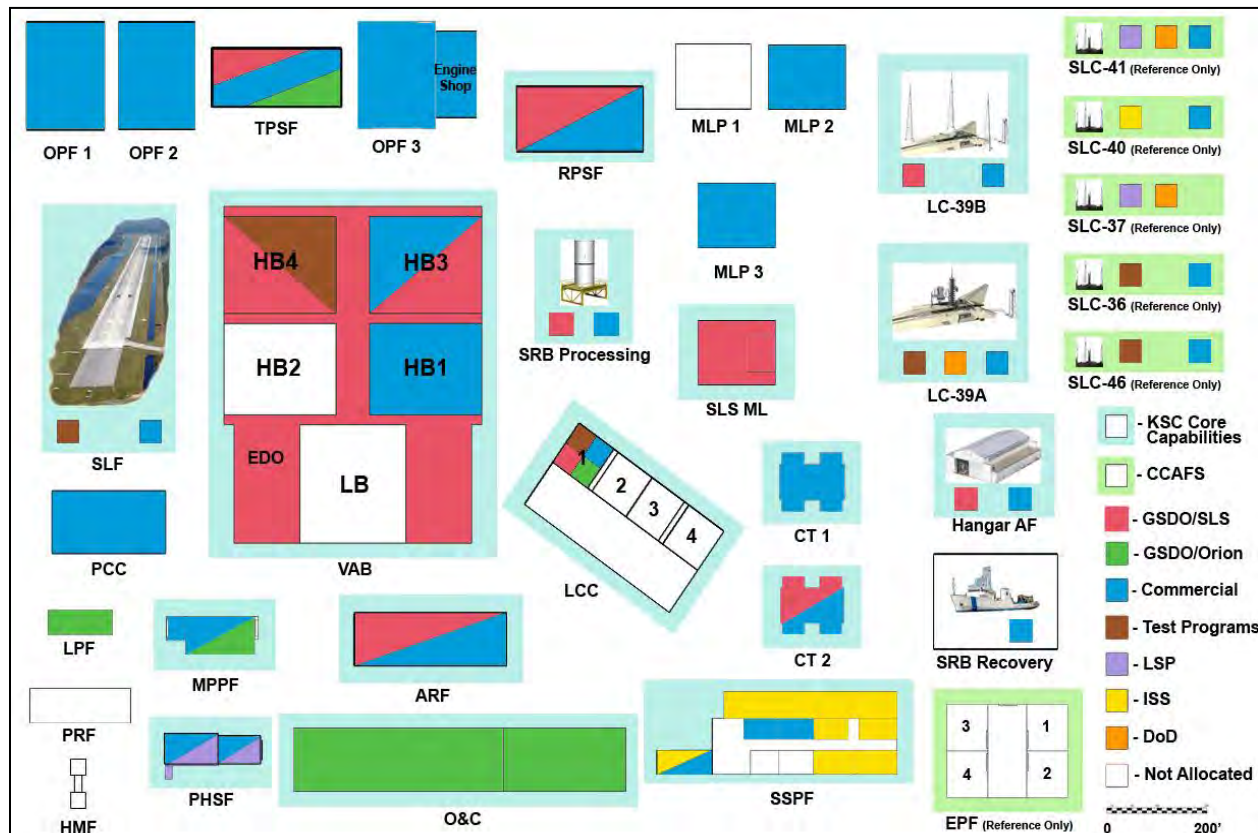 OPF 1
OPF 2
TPSF
Engine
Shop
OPF 3
RPSF
MLP 1
MLP 2
MLP 3
LC-39B
SLC-41 (Reference Only)
SLC-40 (Reference Only)
SLC-37 (Reference Only)
SLC-36 (Reference Only)
SLC-46 (Reference Only)
SLF
HB4
HB3
HB2
HB1
EDO
LB
VAB
SRB Processing
SLS ML
LC-39A
PCC
1
2
3
4
LCC
CT 1
CT 2
Hangar AF
SRB Recovery
LPF
MPPF
ARF
PRF
HMF
PHSF
O&C
SSPF
3
1
4
2
EPF (Reference Only)
- KSC Core
Capabilities
- CCAFS
- GSDO/SLS
- GSDO/Orion
- Commercial
- Test Programs
- LSP
- ISS
- DoD
- Not Allocated
0
200'